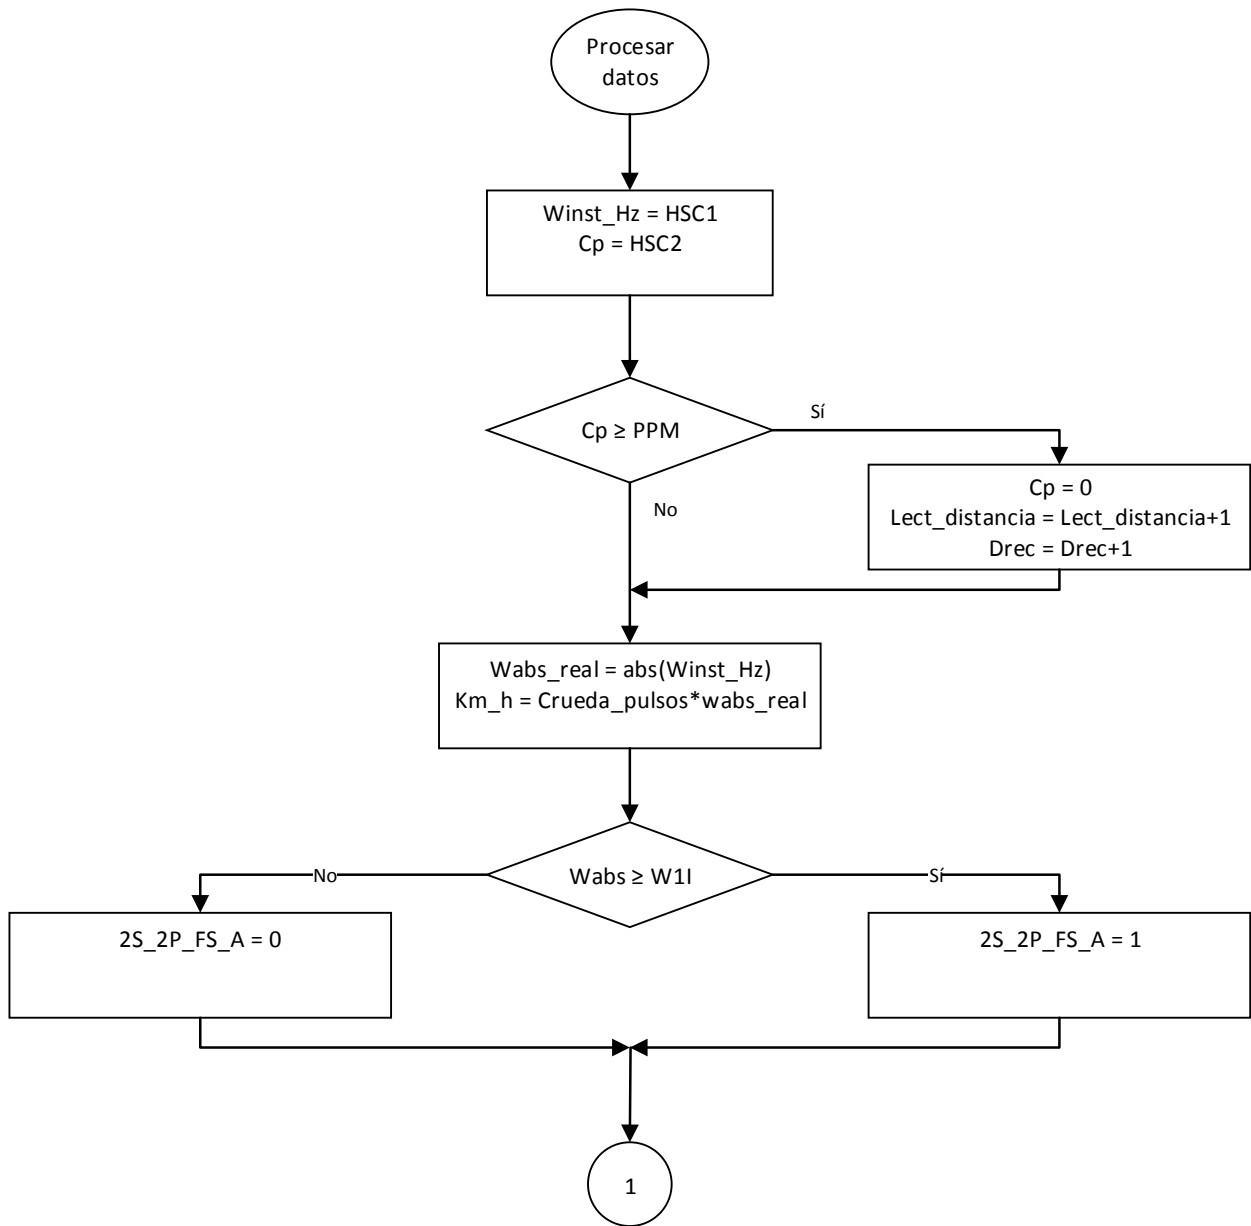 Procesar
datos
Winst_Hz = HSC1
Cp = HSC2
Cp ≥ PPM
Sí
No
Cp = 0
Lect_distancia = Lect_distancia+1
Drec = Drec+1
Wabs_real = abs(Winst_Hz)
Km_h = Crueda_pulsos*wabs_real
Wabs ≥ W1I
No
Sí
2S_2P_FS_A = 0
2S_2P_FS_A = 1
1